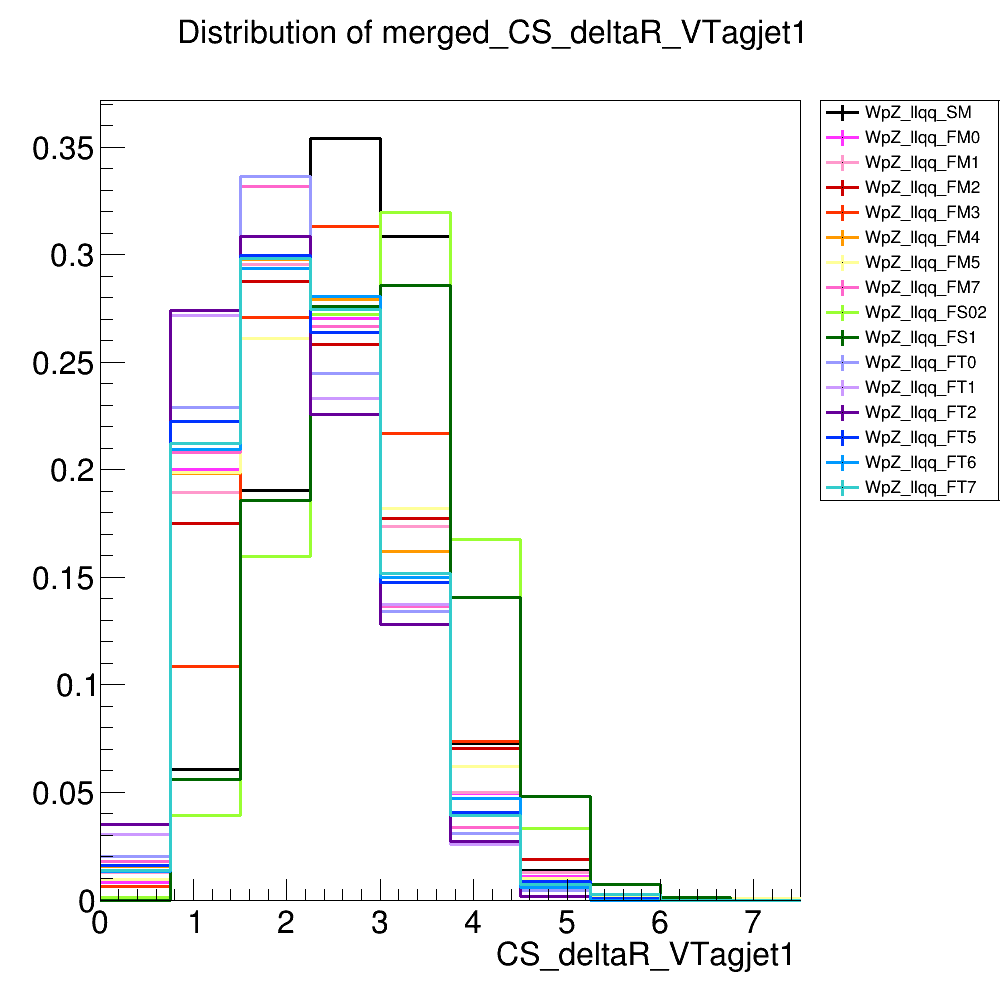 Distribution of merged_CS_deltaR_VTagjet1
WpZ_llqq_SM
WpZ_llqq_FM0
WpZ_llqq_FM1
WpZ_llqq_FM2
WpZ_llqq_FM3
WpZ_llqq_FM4
WpZ_llqq_FM5
WpZ_llqq_FM7
WpZ_llqq_FS02
WpZ_llqq_FS1
WpZ_llqq_FT0
WpZ_llqq_FT1
WpZ_llqq_FT2
WpZ_llqq_FT5
WpZ_llqq_FT6
WpZ_llqq_FT7
0.35
0.3
0.25
0.2
0.15
0.1
0.05
0
0 1 2 3 4 5 6 7
CS_deltaR_VTagjet1